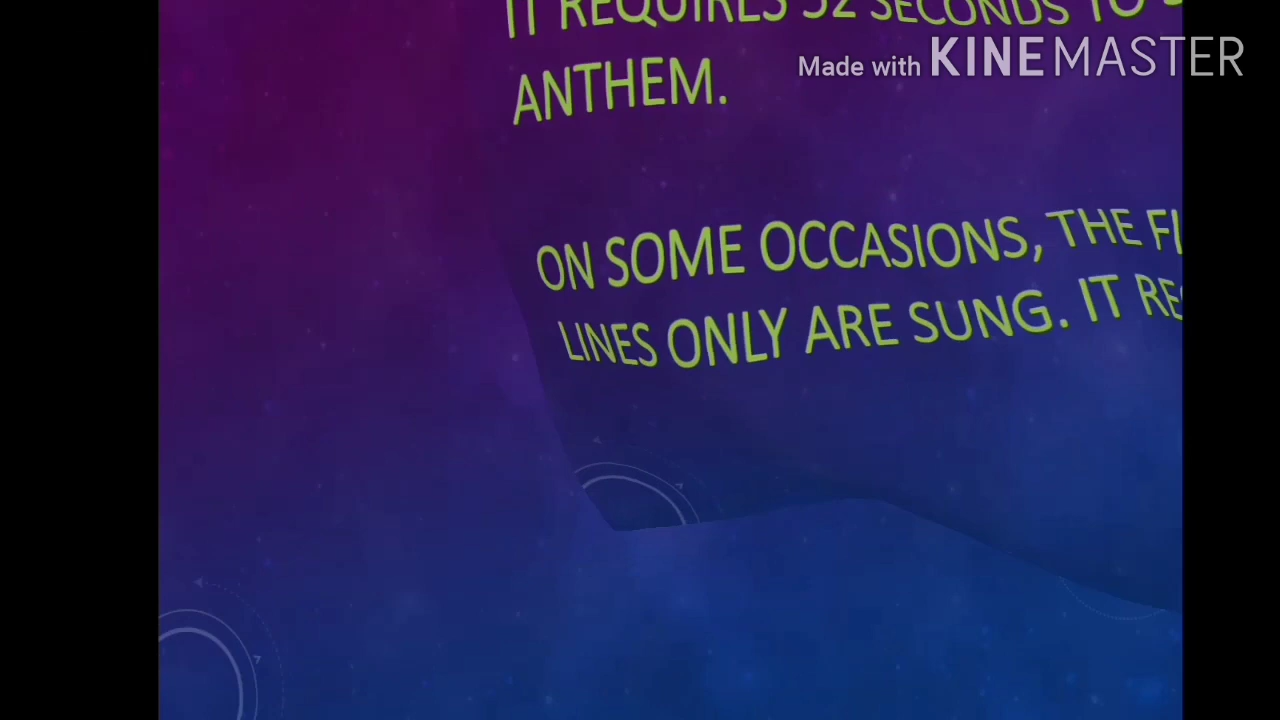 IT REQUIRES 52 SECONDS TO
Made with KINEMASTER
ANTHEM.
ON SOME OCCASIONS, THE
LINES ONLY ARE SUNG. IT